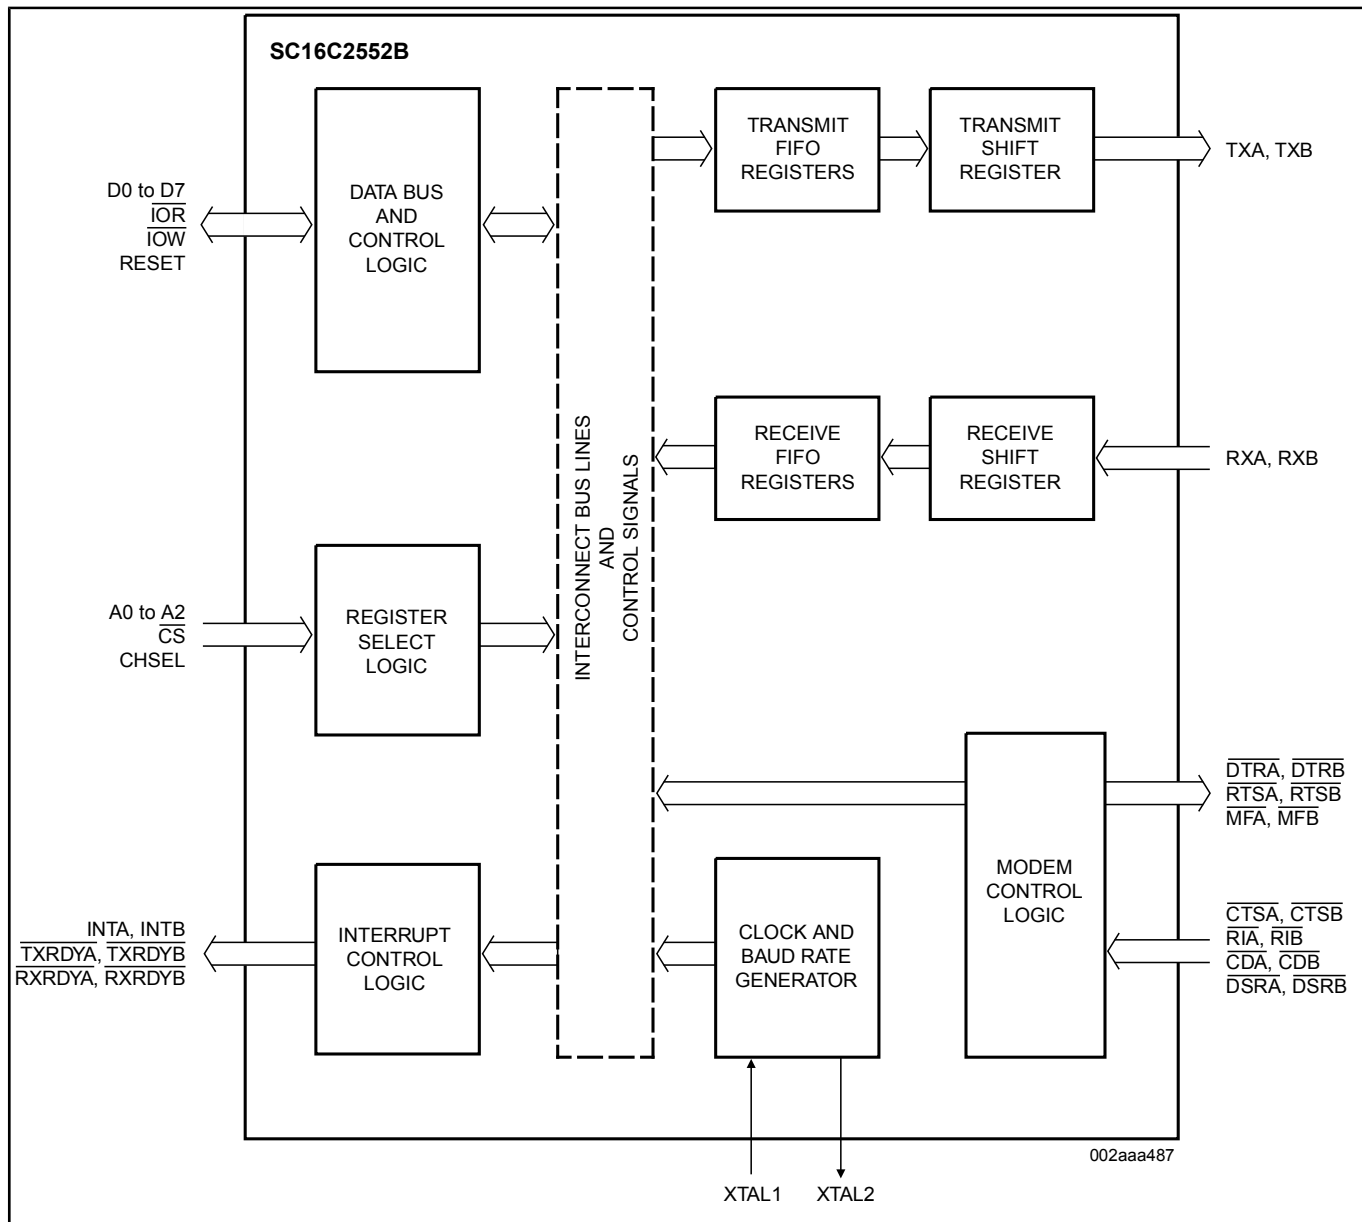 SC16C2552B
D0 to D7
IOR
IOW
RESET
DATA BUS
AND
CONTROL
LOGIC
TRANSMIT
FIFO
REGISTERS
TRANSMIT
SHIFT
REGISTER
TXA, TXB
INTERCONNECT BUS LINES
AND
CONTROL SIGNALS
RECEIVE
FIFO
REGISTERS
RECEIVE
SHIFT
REGISTER
RXA, RXB
A0 to A2
CS
CHSEL
REGISTER
SELECT
LOGIC
DTRA, DTRB
RTSA, RTSB
MFA, MFB
MODEM
CONTROL
LOGIC
CTSA, CTSB
RIA, RIB
CDA, CDB
DSRA, DSRB
INTA, INTB
TXRDYA, TXRDYB
RXRDYA, RXRDYB
INTERRUPT
CONTROL
LOGIC
CLOCK AND
BAUD RATE
GENERATOR
XTAL1
XTAL2
002aaa487